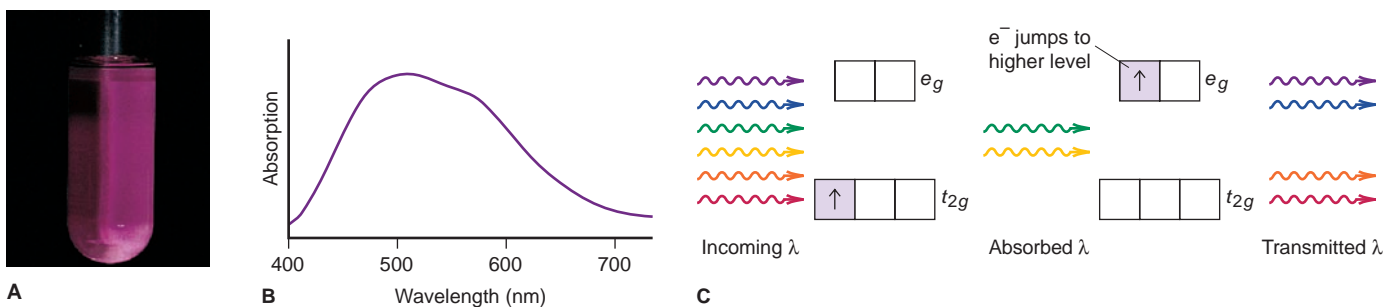 A
Absorption
400 500 600 700
Wavelength (nm)
B
e⁻ jumps to
higher level
↑
e_g
↑
e_g
↑
t_2g
t_2g
Incoming λ
Absorbed λ
Transmitted λ
C